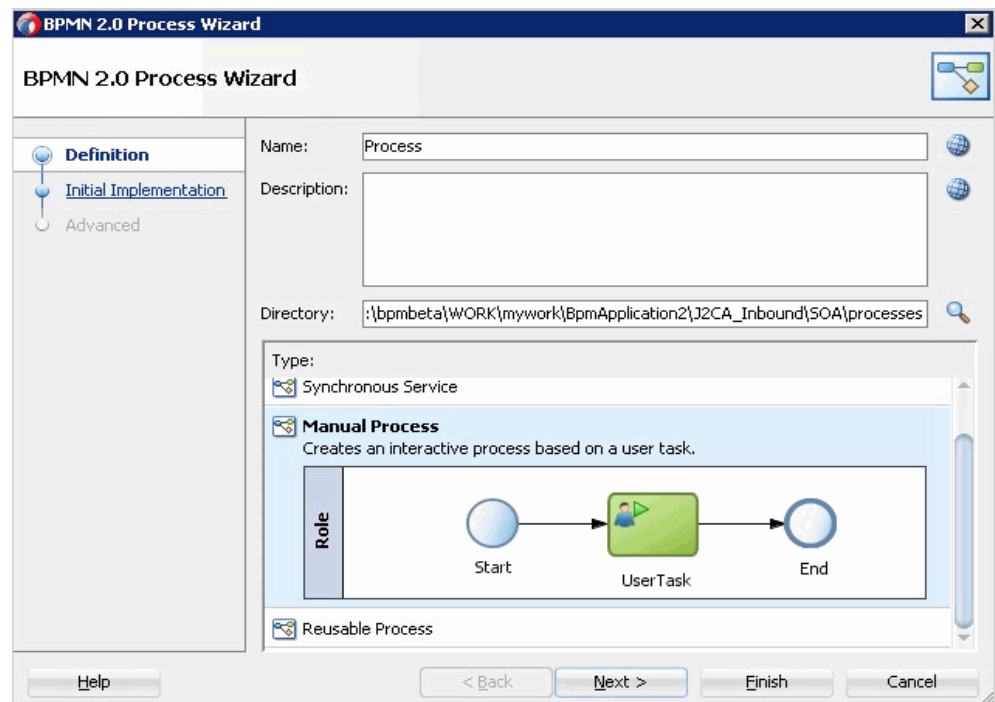 BPMN 2.0 Process Wizard
BPMN 2.0 Process Wizard
Definition
Initial Implementation
Advanced
Name: Process
Description:
Directory: :\bpmbeta\WORK\mywork\BpmApplication2\J2CA_Inbound\SOA\processes
Type:
Synchronous Service
Manual Process
Creates an interactive process based on a user task.
Role
Start
UserTask
End
Reusable Process
Help
< Back
Next >
Finish
Cancel